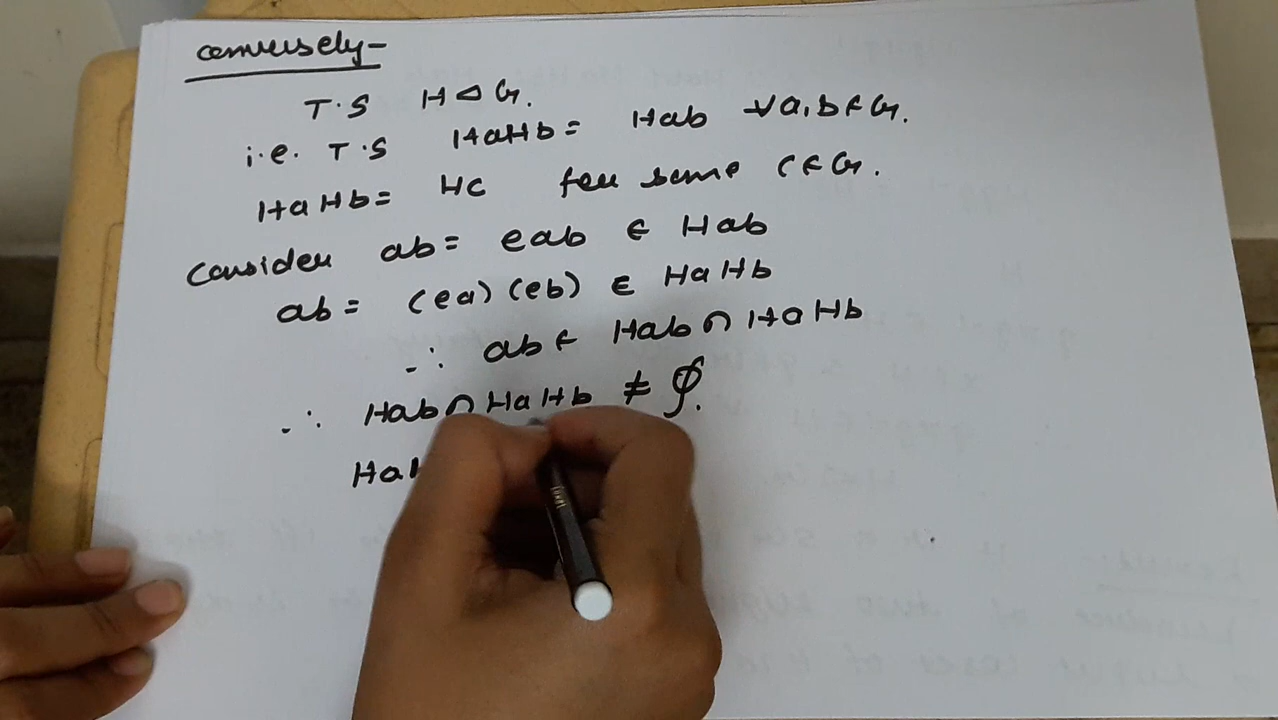 conversely-
T.S H ⊲ G.
i.e. T.S HaHb = Hab ∀a,b ∈ G.
HaHb = Hc for some c ∈ G.
Consider ab = eab ∈ Hab
ab = (ea) (eb) ∈ HaHb
∴ ab ∈ Hab ∩ HaHb
∴ Hab ∩ HaHb ≠ φ.
Ha